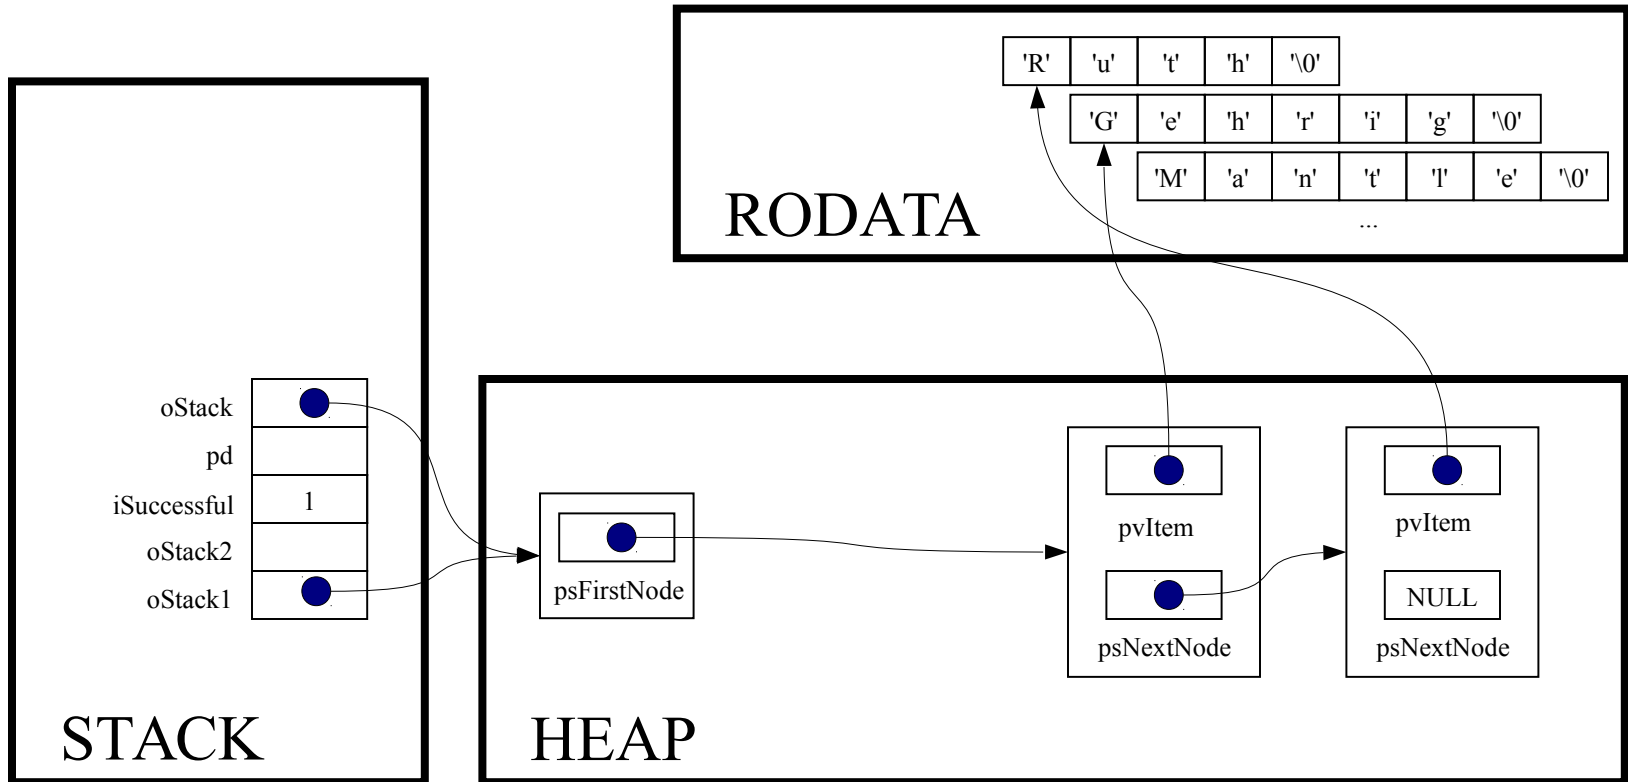 'R' 'u' 't' 'h' '\0'
'G' 'e' 'h' 'r' 'i' 'g' '\0'
'M' 'a' 'n' 't' 'l' 'e' '\0'
...
RODATA
oStack
pd
iSuccessful 1
oStack2
oStack1
STACK
psFirstNode
pvItem
psNextNode
pvItem
NULL
psNextNode
HEAP